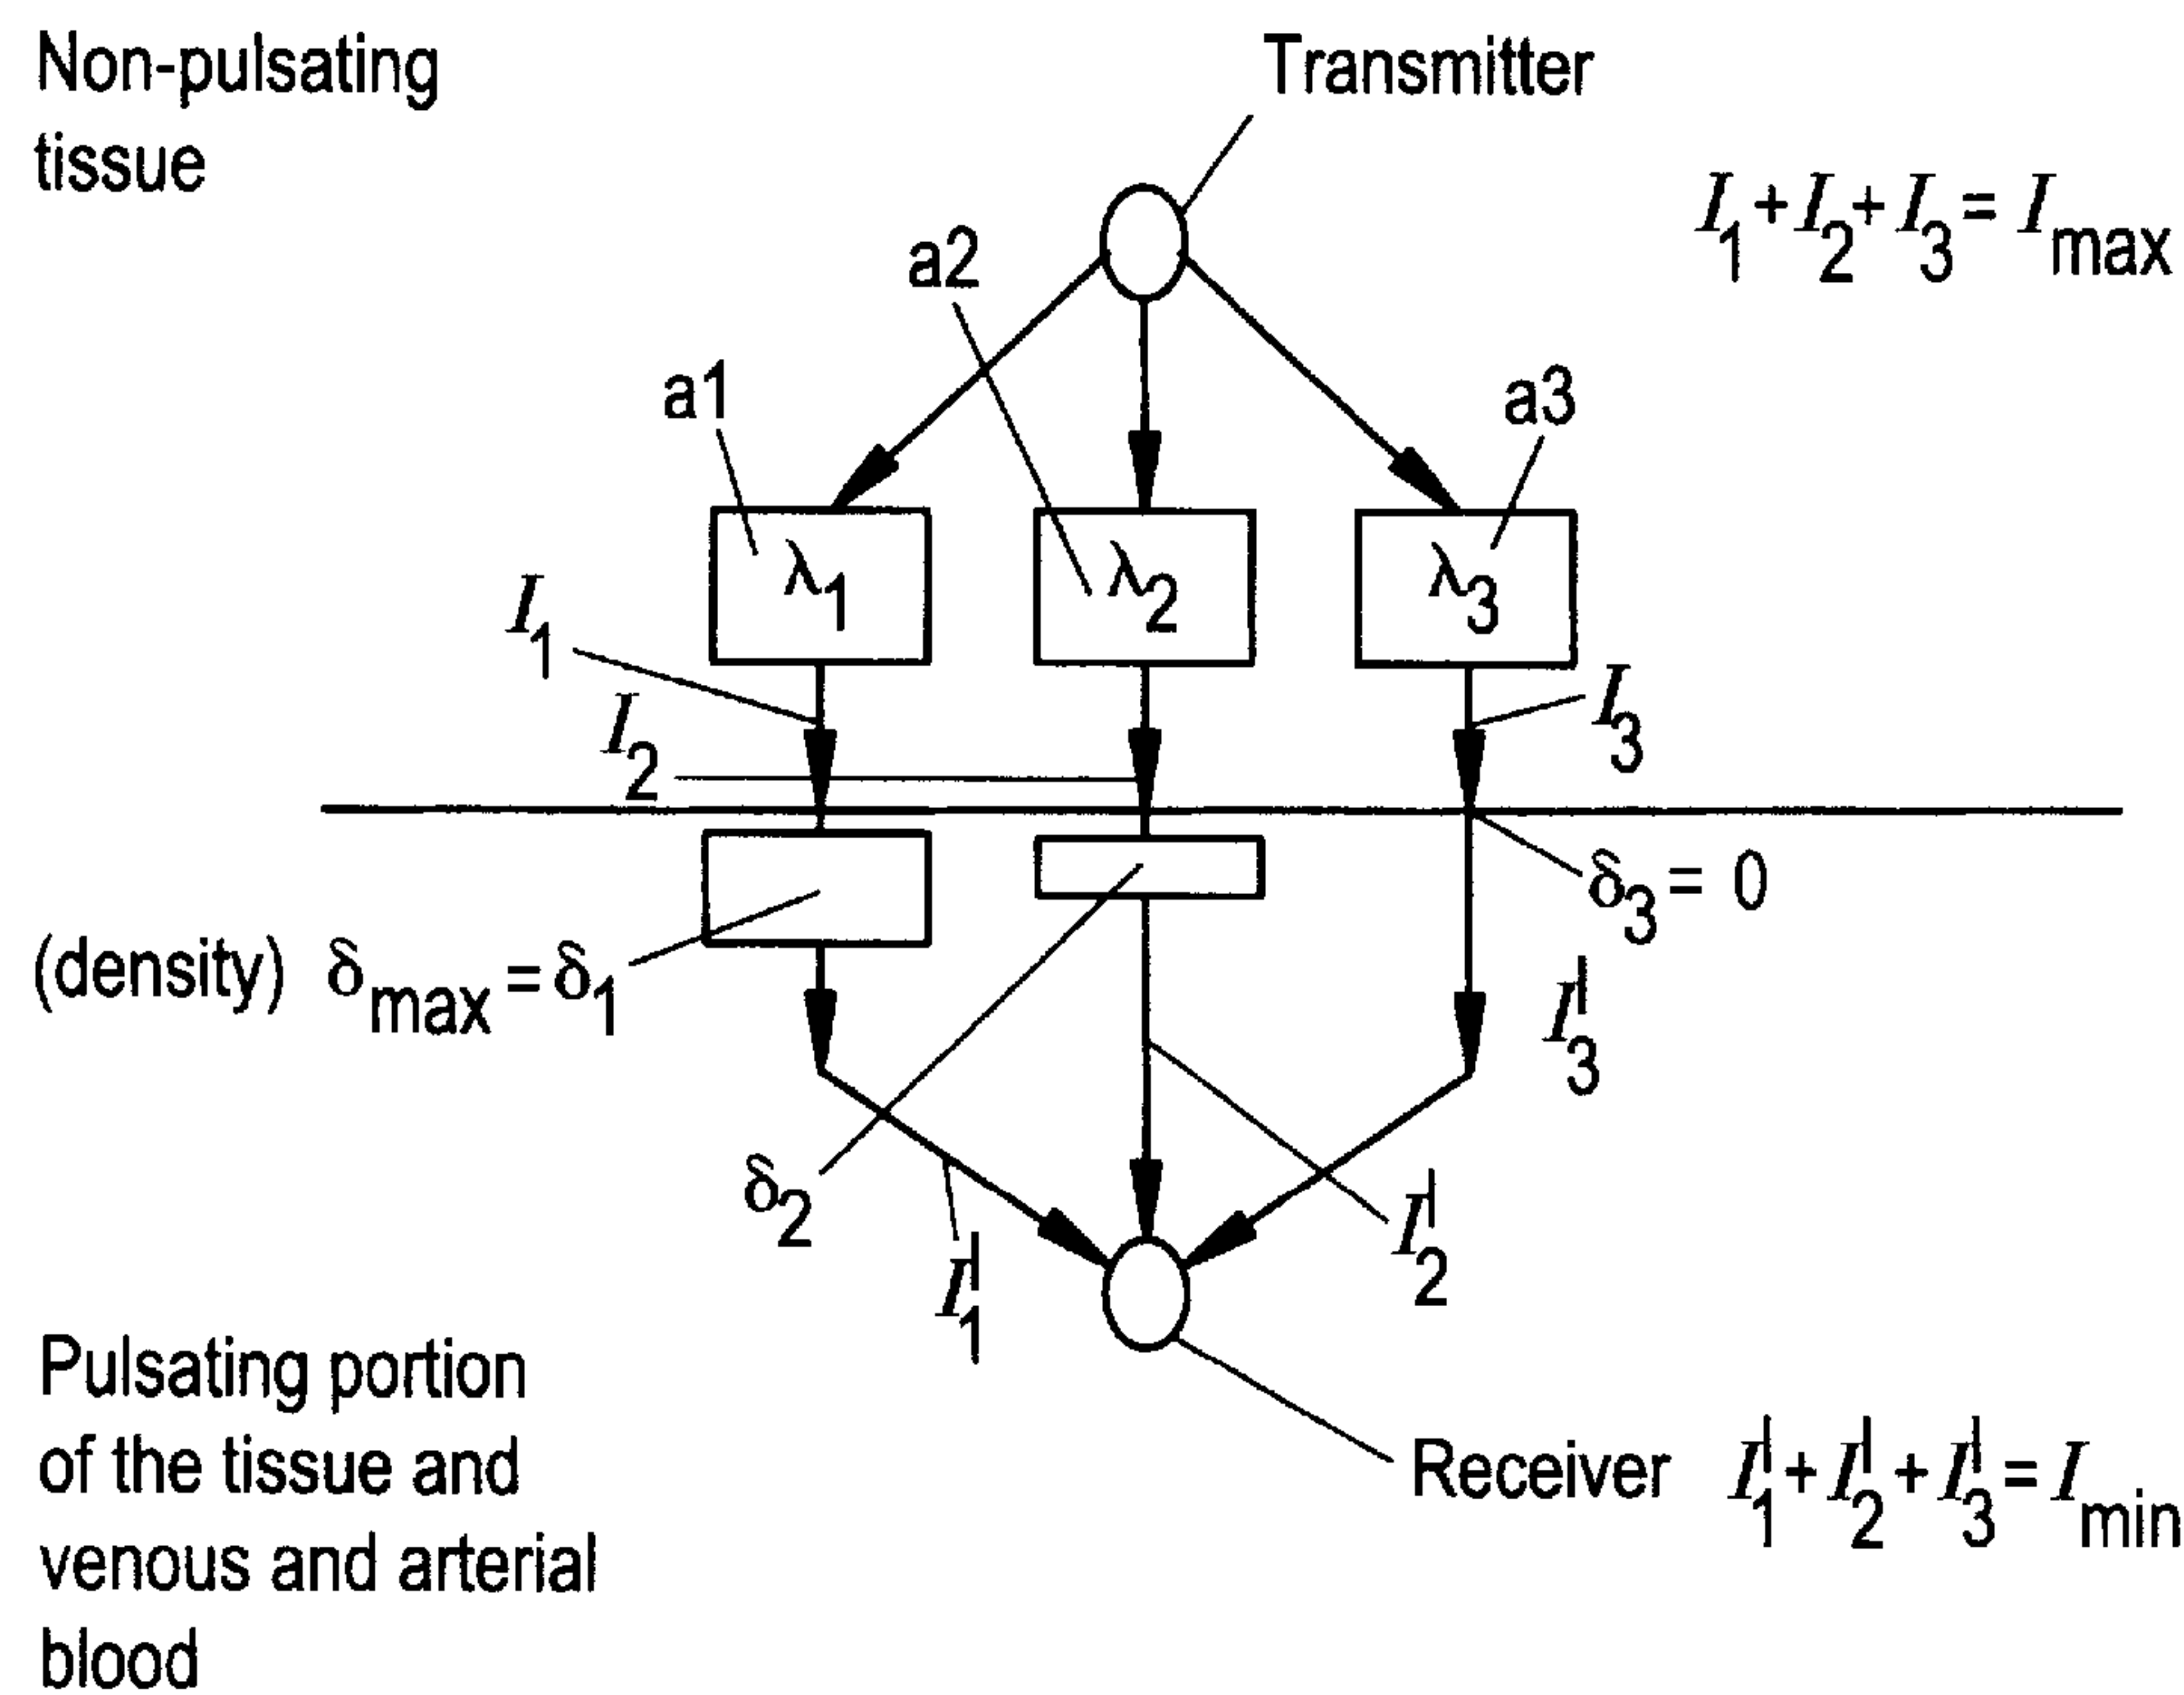 Non-pulsating
tissue
Transmitter
I1+I2+I3= Imax
a2
a1
a3
λ1
λ2
λ3
I1
I2
I3
δ3 = 0
(density) δmax = δ1
I'3
δ2
I'2
I'1
Pulsating portion
of the tissue and
venous and arterial
blood
Receiver I'1+I'2+I'3=Imin